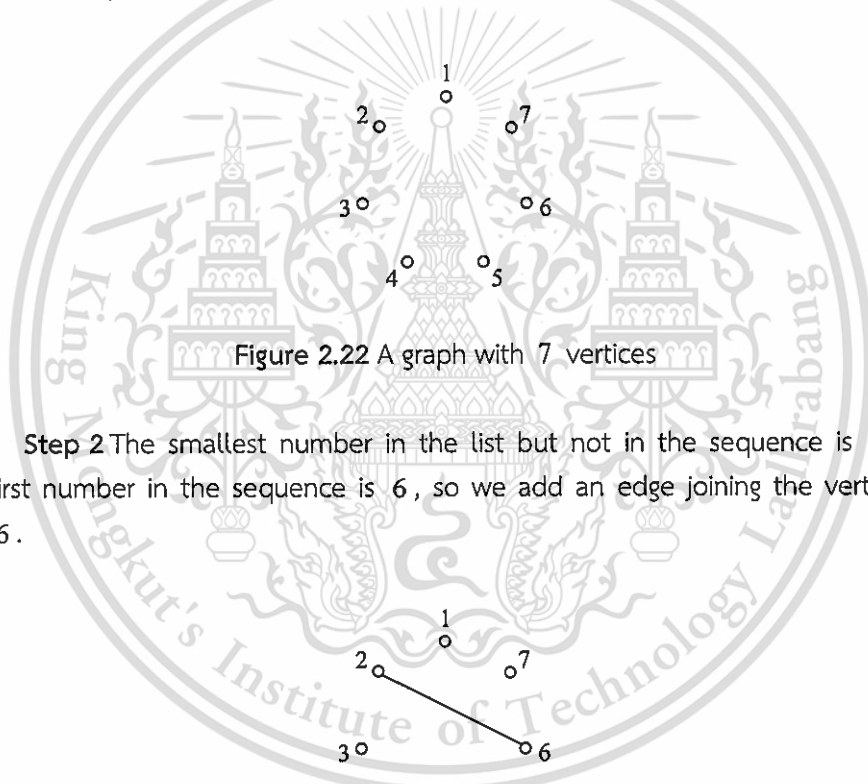 1
2 7
3 6
4 5
Figure 2.22 A graph with 7 vertices
Step 2 The smallest number in the list but not in the sequence is
number in the sequence is 6, so we add an edge joining the
6.
1
2 7
3 6
King Mongkut's Institute of Technology Ladkrabang